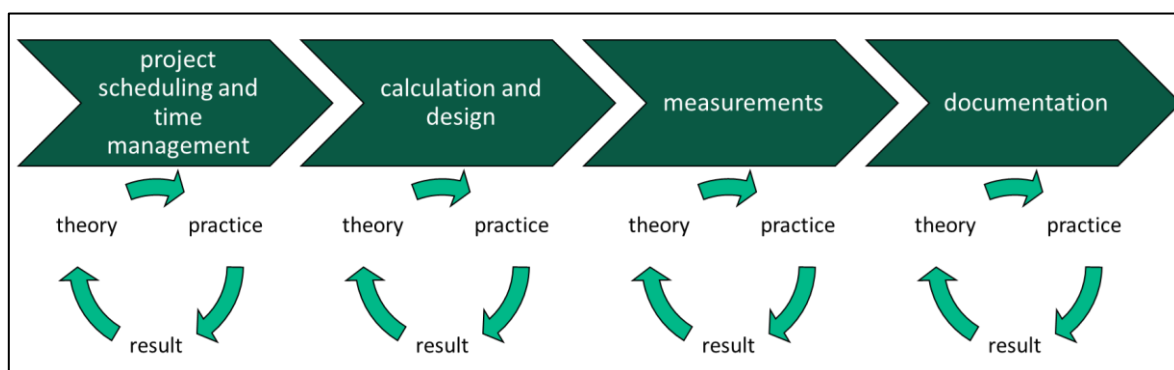 project
scheduling and
time
management
calculation and
design
measurements
documentation
theory practice
result
theory practice
result
theory practice
result
theory practice
result